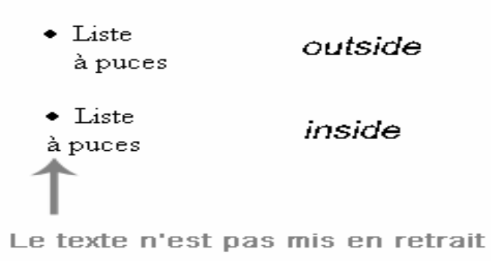 • Liste
à puces
outside
• Liste
à puces
inside
Le texte n'est pas mis en retrait